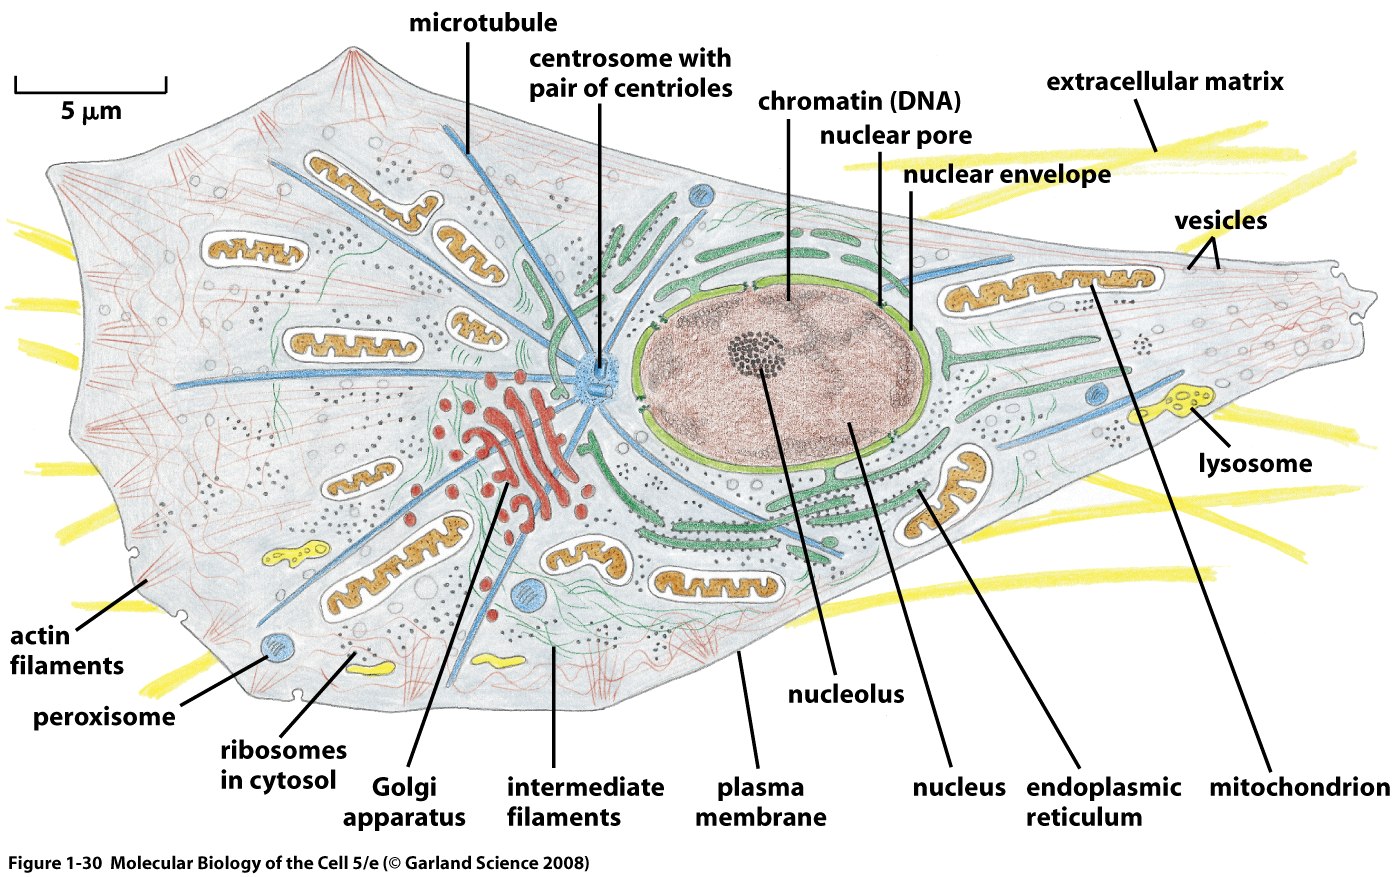 microtubule
centrosome with
pair of centrioles
extracellular matrix
chromatin (DNA)
5 µm
nuclear pore
nuclear envelope
vesicles
lysosome
actin
filaments
nucleolus
peroxisome
ribosomes
in cytosol
Golgi
apparatus
intermediate
filaments
plasma
membrane
nucleus
endoplasmic
reticulum
mitochondrion
Figure 1-30 Molecular Biology of the Cell 5/e (© Garland Science 2008)